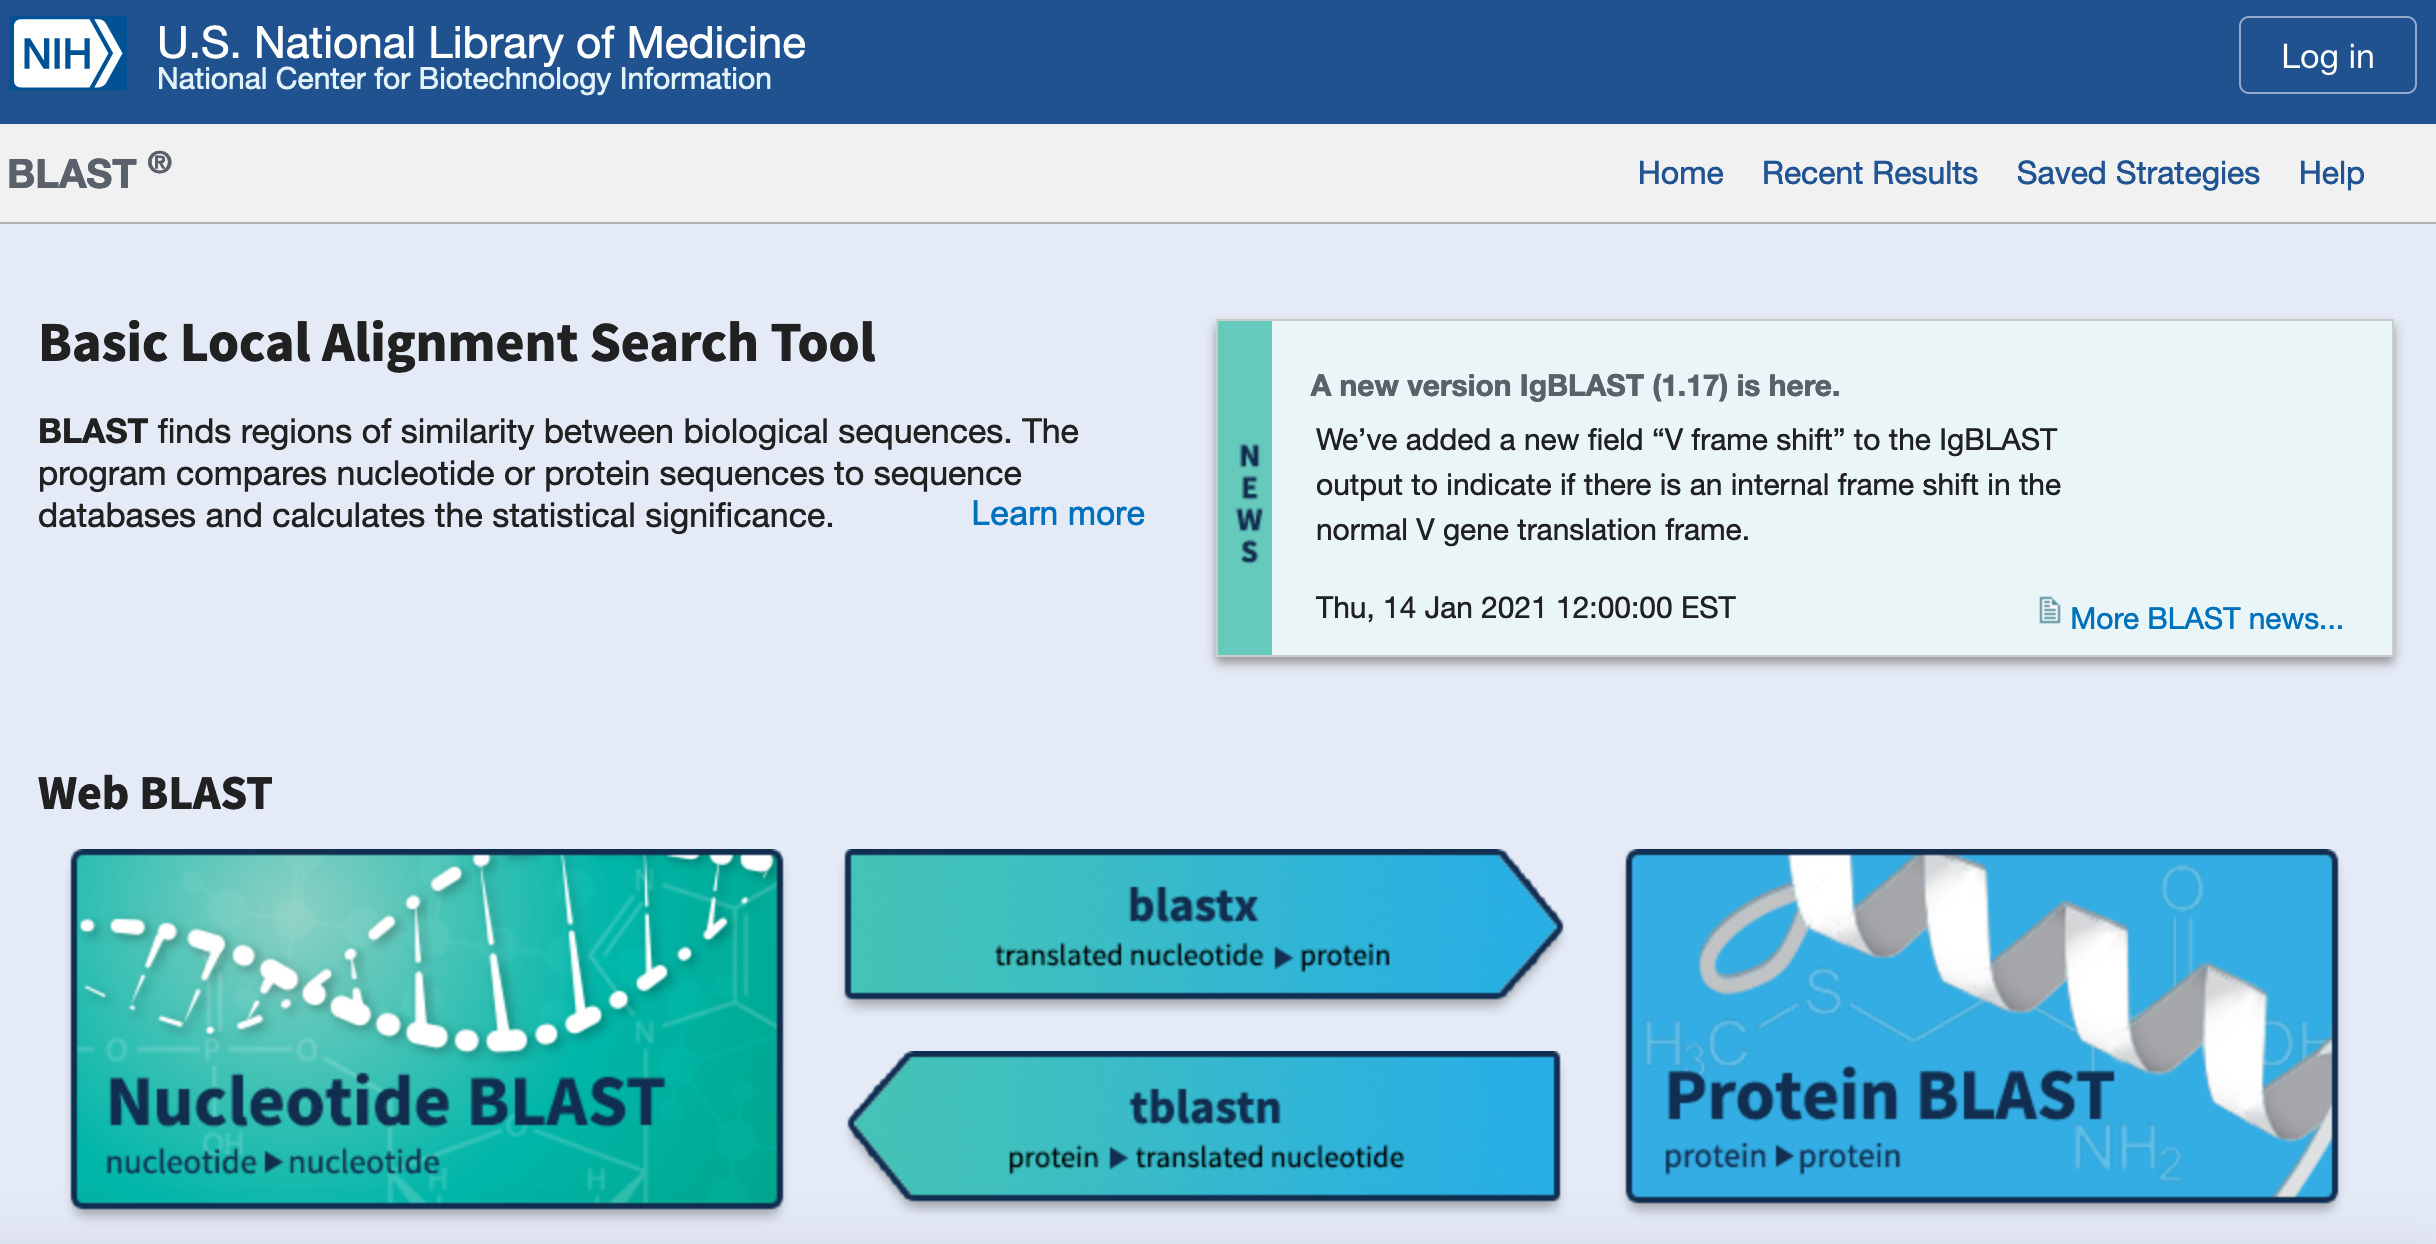 NIH
U.S. National Library of Medicine
National Center for Biotechnology Information
Log in
BLAST ®
Home Recent Results Saved Strategies Help
Basic Local Alignment Search Tool
BLAST finds regions of similarity between biological sequences. The
program compares nucleotide or protein sequences to sequence
databases and calculates the statistical significance.
Learn more
NEWS
A new version IgBLAST (1.17) is here.
We’ve added a new field “V frame shift” to the IgBLAST
output to indicate if there is an internal frame shift in the
normal V gene translation frame.
Thu, 14 Jan 2021 12:00:00 EST
More BLAST news...
Web BLAST
N
N
O P O
OH
O
H
H
Nucleotide BLAST
nucleotide ▶ nucleotide
blastx
translated nucleotide ▶ protein
tblastn
protein ▶ translated nucleotide
O
S
H3C
OH
NH2
Protein BLAST
protein ▶ protein